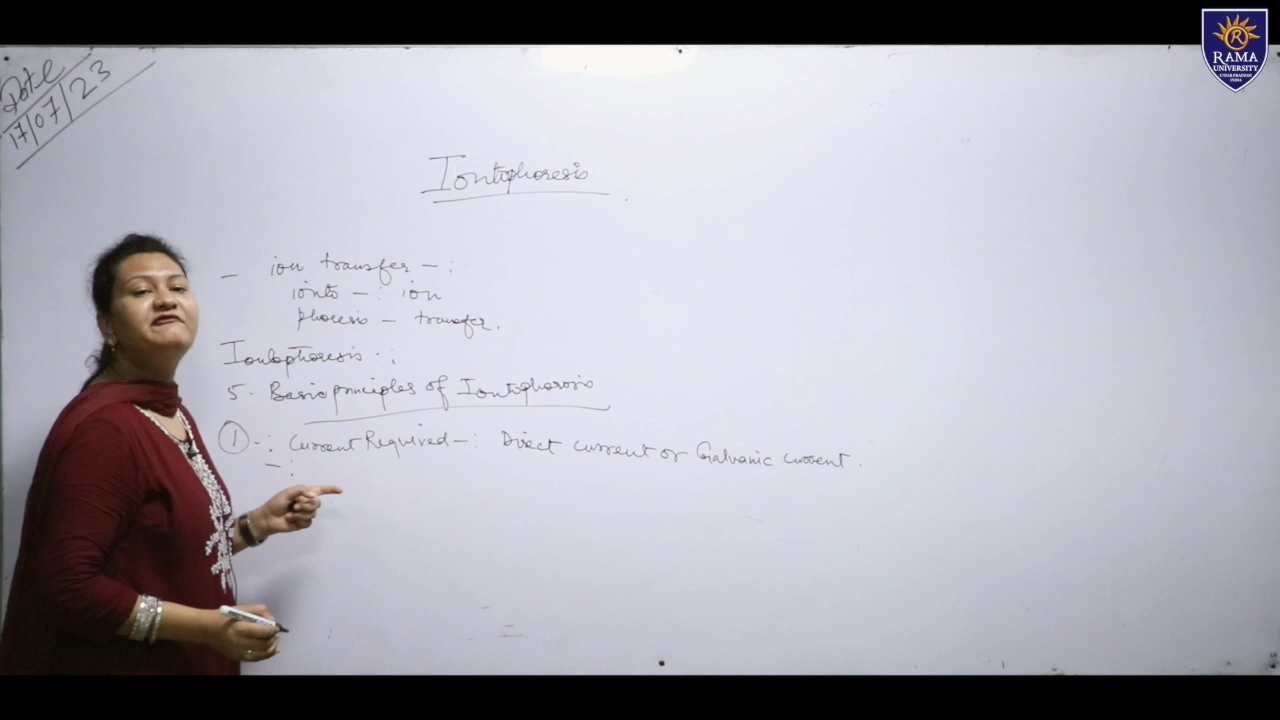 Date
17/07/23
RAMA
UNIVERSITY
UTTAR PRADESH
INDIA
Iontophoresis
- ion transfer - :
ionto - : ion
phoresis - transfer.
Iontophoresis - :
5. Basic principles of Iontophorosis
① - : Current Required - : Direct current or Galvanic current.
- :